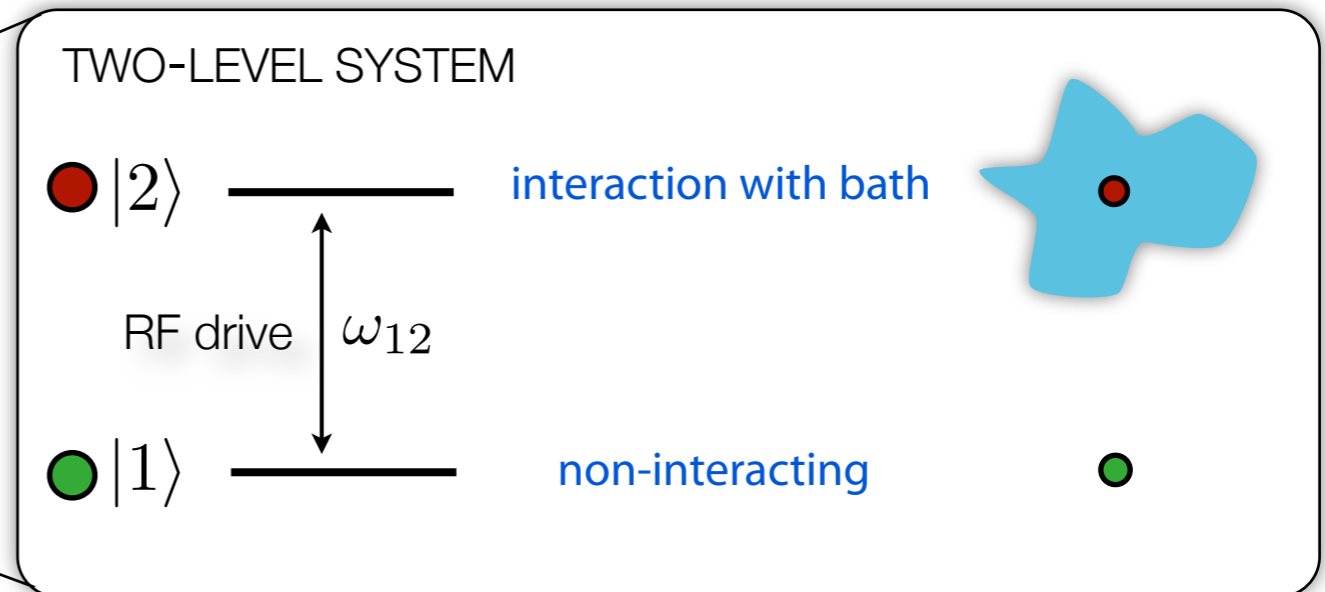 TWO-LEVEL SYSTEM
|2⟩ interaction with bath
RF drive ω₁₂
|1⟩ non-interacting